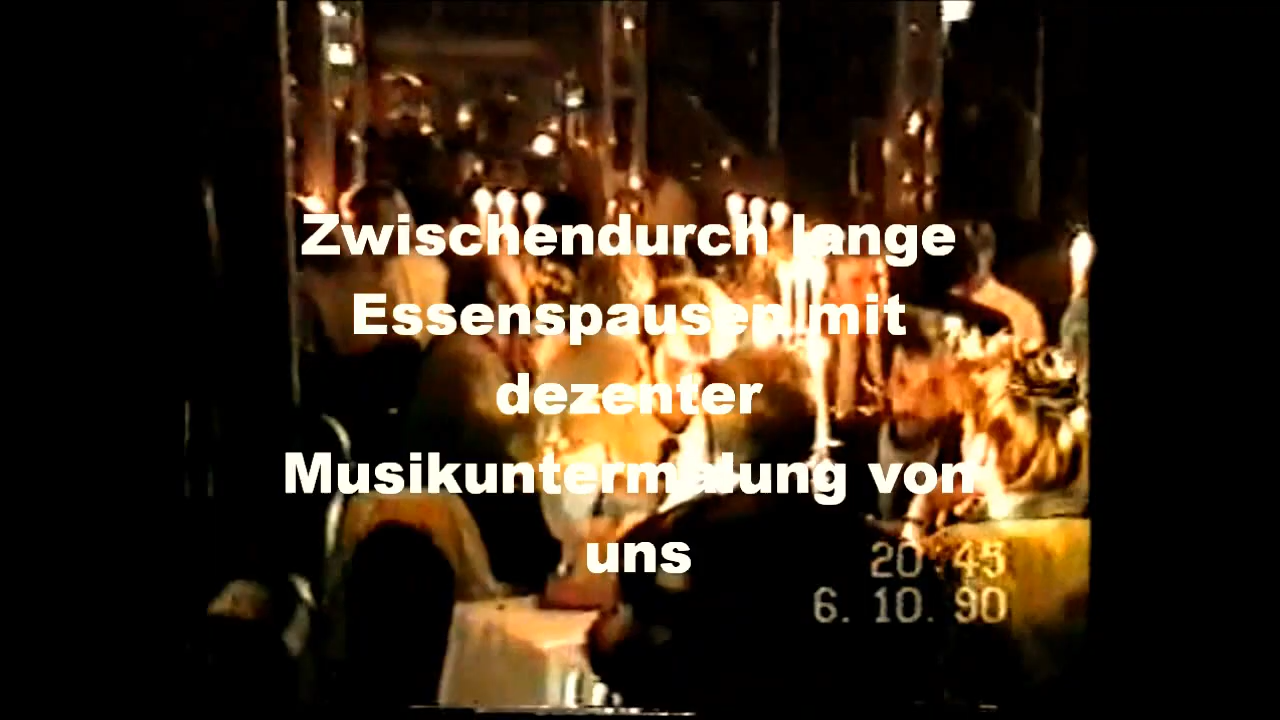 Zwischendurch lange
Essenspausen mit
dezenter
Musikuntermalung von
uns
20 45
6. 10. 90